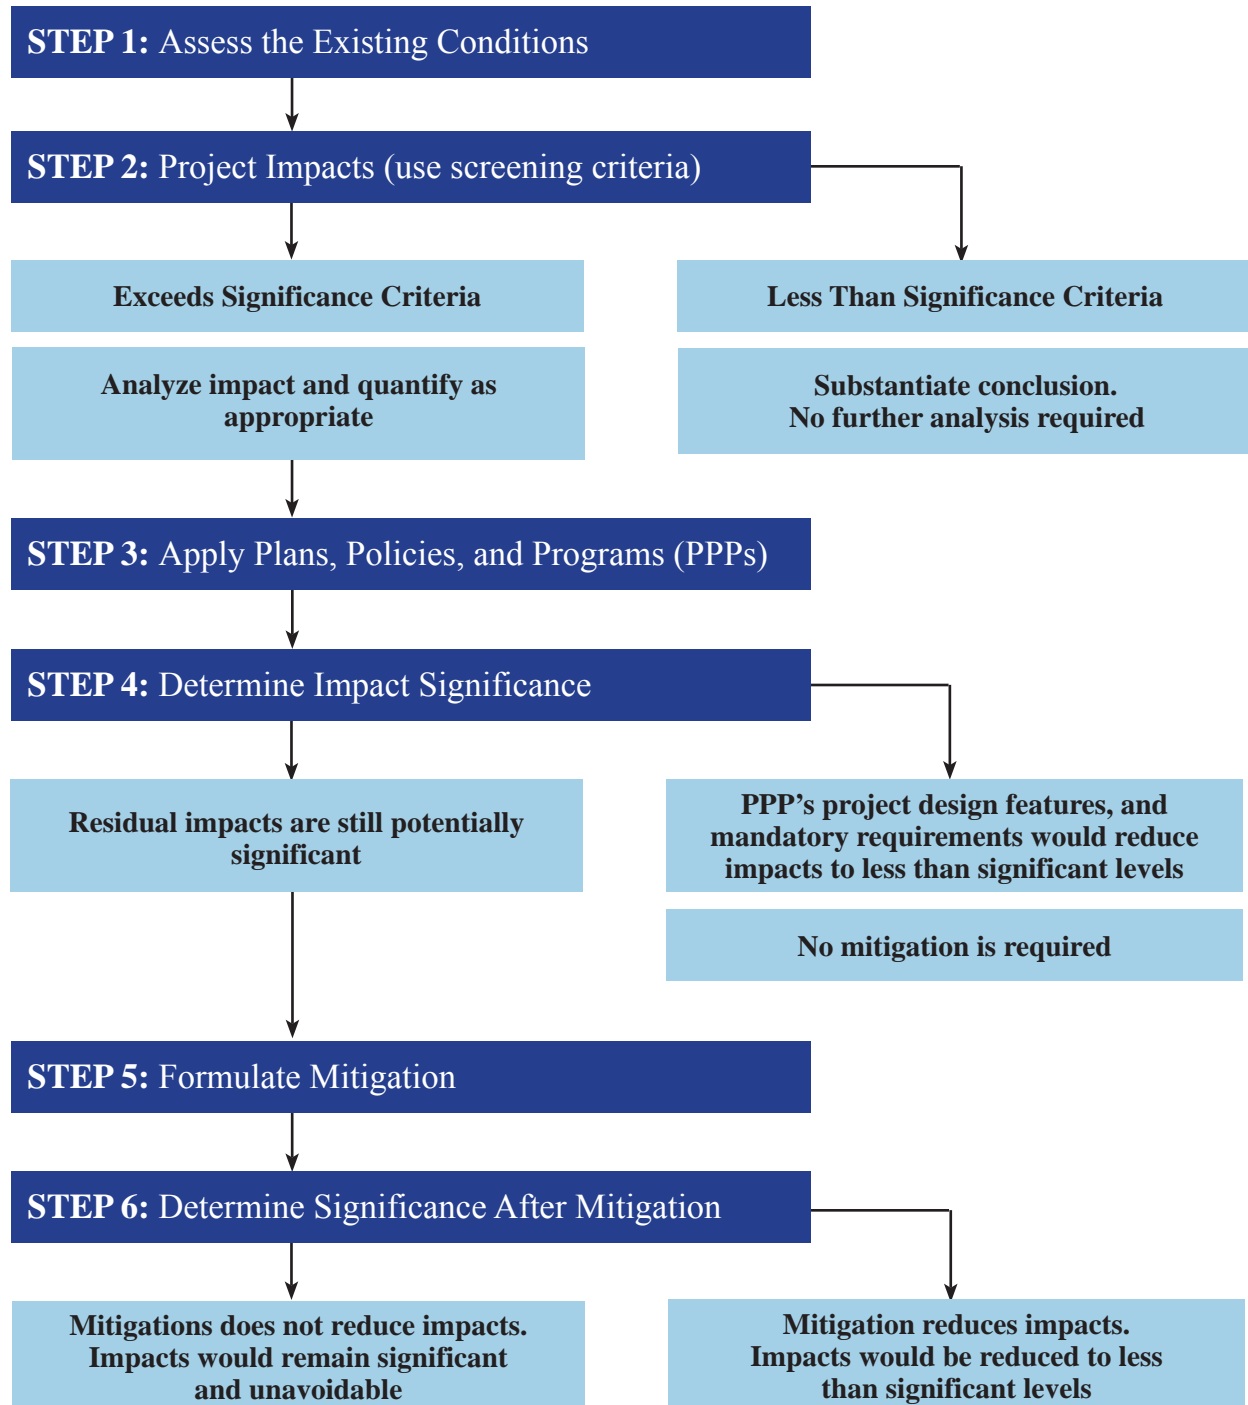 STEP 1: Assess the Existing Conditions
STEP 2: Project Impacts (use screening criteria)
Exceeds Significance Criteria
Less Than Significance Criteria
Analyze impact and quantify as
appropriate
Substantiate conclusion.
No further analysis required
STEP 3: Apply Plans, Policies, and Programs (PPPs)
STEP 4: Determine Impact Significance
Residual impacts are still potentially
significant
PPP’s project design features, and
mandatory requirements would reduce
impacts to less than significant levels
No mitigation is required
STEP 5: Formulate Mitigation
STEP 6: Determine Significance After Mitigation
Mitigations does not reduce impacts.
Impacts would remain significant
and unavoidable
Mitigation reduces impacts.
Impacts would be reduced to less
than significant levels